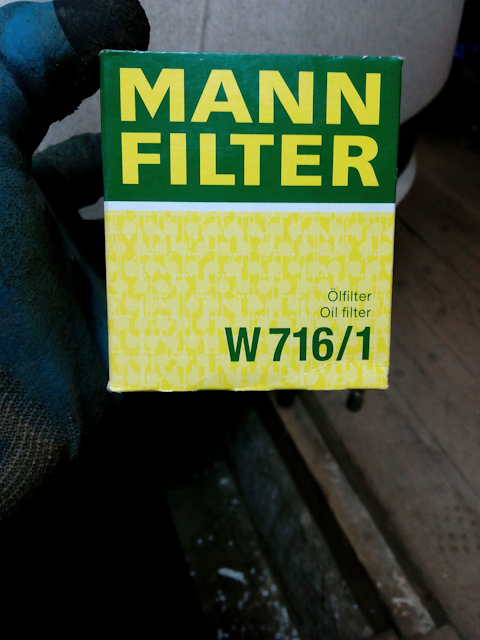 MANN
FILTER
Ölfilter
Oil filter
W 716/1